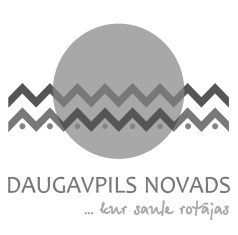 DAUGAVPILS NOVADS
... kur saule rotājas